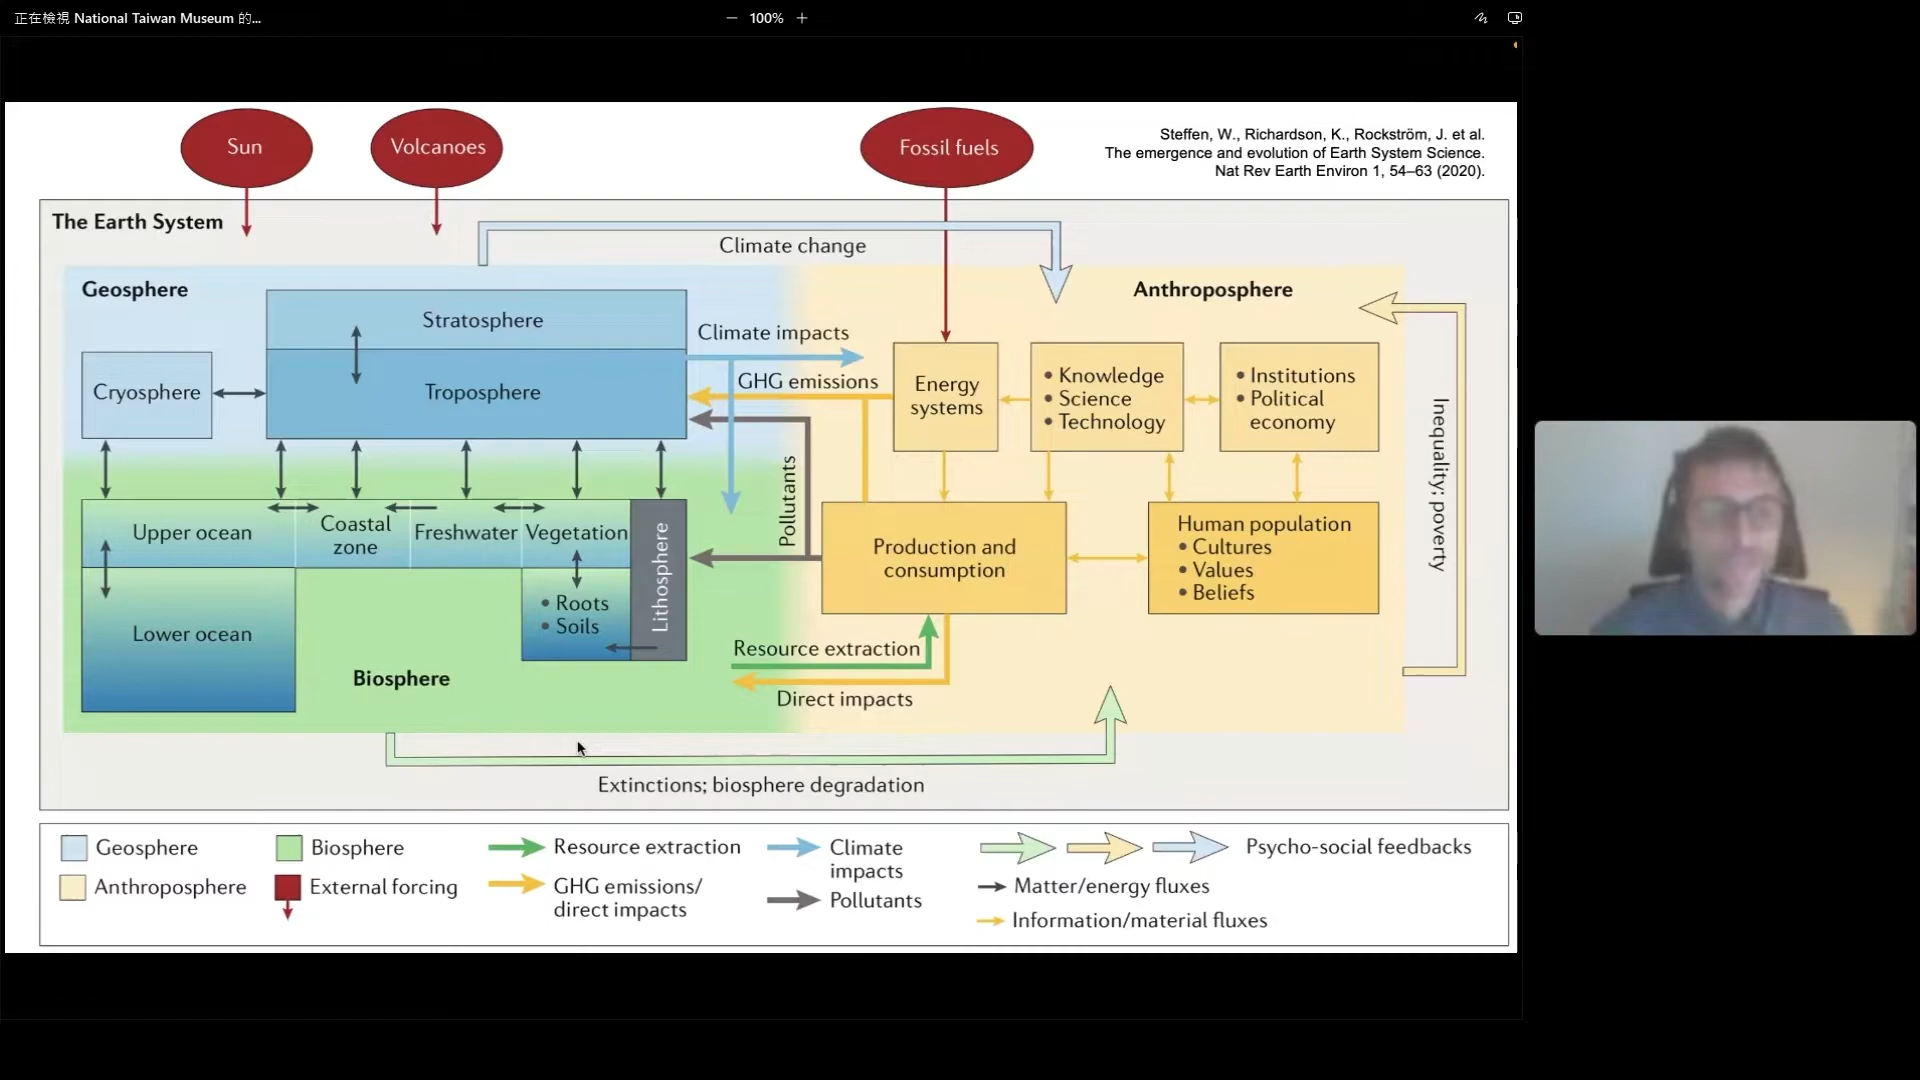 正在檢視 National Taiwan Museum 的...
100%
Sun
Volcanoes
Fossil fuels
Steffen, W., Richardson, K., Rockström, J. et al.
The emergence and evolution of Earth System Science.
Nat Rev Earth Environ 1, 54–63 (2020).
The Earth System
Climate change
Geosphere
Anthroposphere
Stratosphere
Troposphere
Cryosphere
Climate impacts
GHG emissions
Energy
systems
• Knowledge
• Science
• Technology
• Institutions
• Political
economy
Inequality; poverty
Pollutants
Upper ocean
Coastal
zone
Freshwater
Vegetation
Lithosphere
Production and
consumption
Human population
• Cultures
• Values
• Beliefs
Lower ocean
• Roots
• Soils
Biosphere
Resource extraction
Direct impacts
Extinctions; biosphere degradation
Geosphere
Biosphere
Resource extraction
Climate
impacts
Psycho-social feedbacks
Anthroposphere
External forcing
GHG emissions/
direct impacts
Pollutants
Matter/energy fluxes
Information/material fluxes